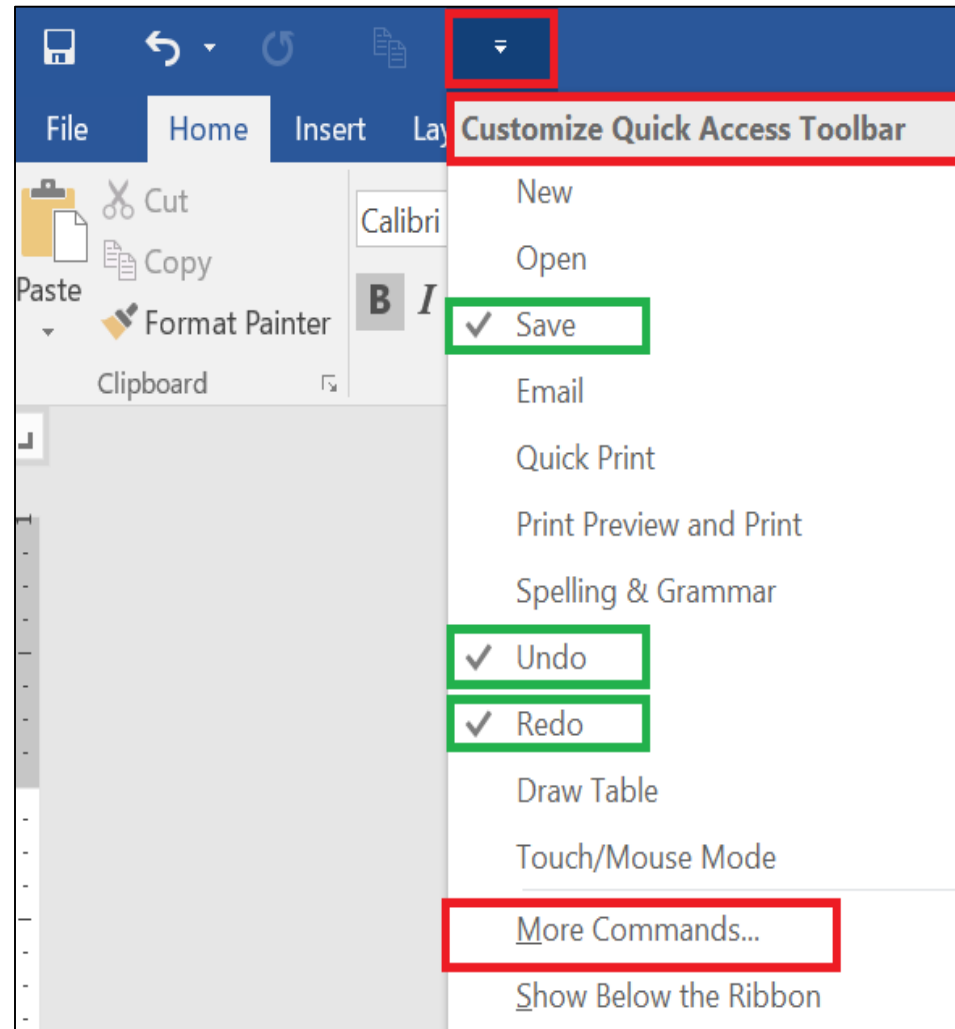 File Home Insert Lay
Customize Quick Access Toolbar
Cut
Copy
Paste
Format Painter
Clipboard
Calibri
B I
New
Open
Save
Email
Quick Print
Print Preview and Print
Spelling & Grammar
Undo
Redo
Draw Table
Touch/Mouse Mode
More Commands...
Show Below the Ribbon
1